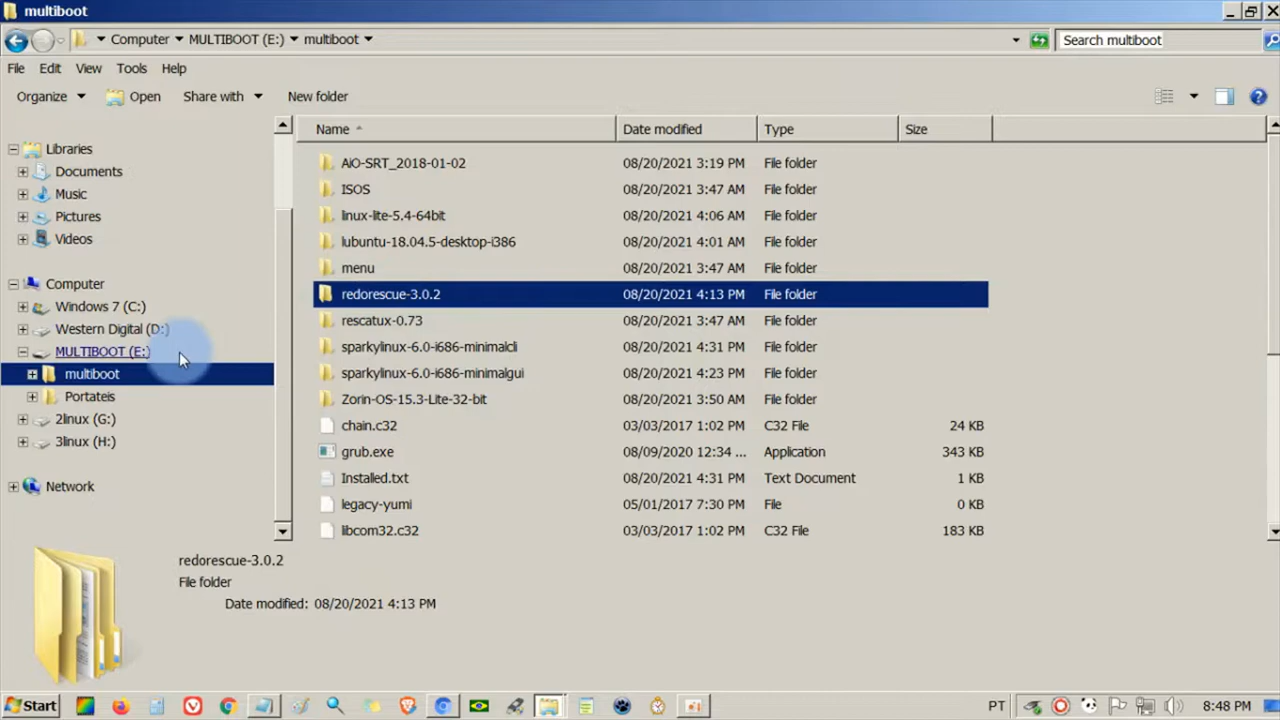 multiboot
Computer MULTIBOOT (E:) multiboot
Search multiboot
File Edit View Tools Help
Organize Open Share with New folder
Name Date modified Type Size
Libraries
Documents
Music
Pictures
Videos
Computer
Windows 7 (C:)
Western Digital (D:)
MULTIBOOT (E:)
multiboot
Portateis
2linux (G:)
3linux (H:)
Network
AiO-SRT_2018-01-02 08/20/2021 3:19 PM File folder
ISOS 08/20/2021 3:47 AM File folder
linux-lite-5.4-64bit 08/20/2021 4:06 AM File folder
lubuntu-18.04.5-desktop-i386 08/20/2021 4:01 AM File folder
menu 08/20/2021 3:47 AM File folder
redorescue-3.0.2 08/20/2021 4:13 PM File folder
rescatux-0.73 08/20/2021 3:47 AM File folder
sparkylinux-6.0-i686-minimalcli 08/20/2021 4:31 PM File folder
sparkylinux-6.0-i686-minimalgui 08/20/2021 4:23 PM File folder
Zorin-OS-15.3-Lite-32-bit 08/20/2021 3:50 AM File folder
chain.c32 03/03/2017 1:02 PM C32 File 24 KB
grub.exe 08/09/2020 12:34 ... Application 343 KB
Installed.txt 08/20/2021 4:31 PM Text Document 1 KB
legacy-yumi 05/01/2017 7:30 PM File 0 KB
libcom32.c32 03/03/2017 1:02 PM C32 File 183 KB
redorescue-3.0.2
File folder
Date modified: 08/20/2021 4:13 PM
Start PT 8:48 PM